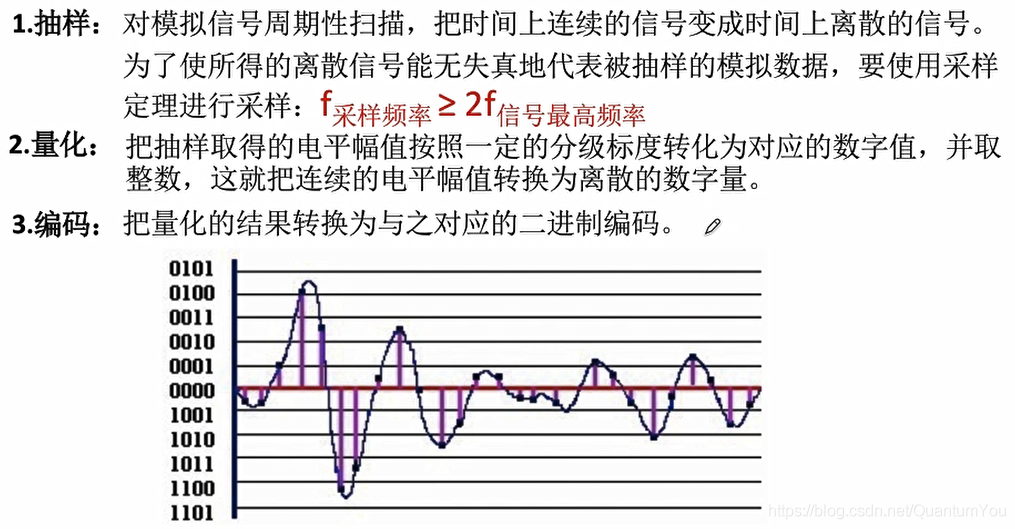 1.抽样：对模拟信号周期性扫描，把时间上连续的信号变成时间上离散的信号。
为了使所得的离散信号能无失真地代表被抽样的模拟数据，要使用采样
定理进行采样：f采样频率 ≥ 2f信号最高频率
2.量化：把抽样取得的电平幅值按照一定的分级标度转化为对应的数字值，并取
整数，这就把连续的电平幅值转换为离散的数字量。
3.编码：把量化的结果转换为与之对应的二进制编码。
0101
0100
0011
0010
0001
0000
1001
1010
1011
1100
1101
https://blog.csdn.net/QuantumYou